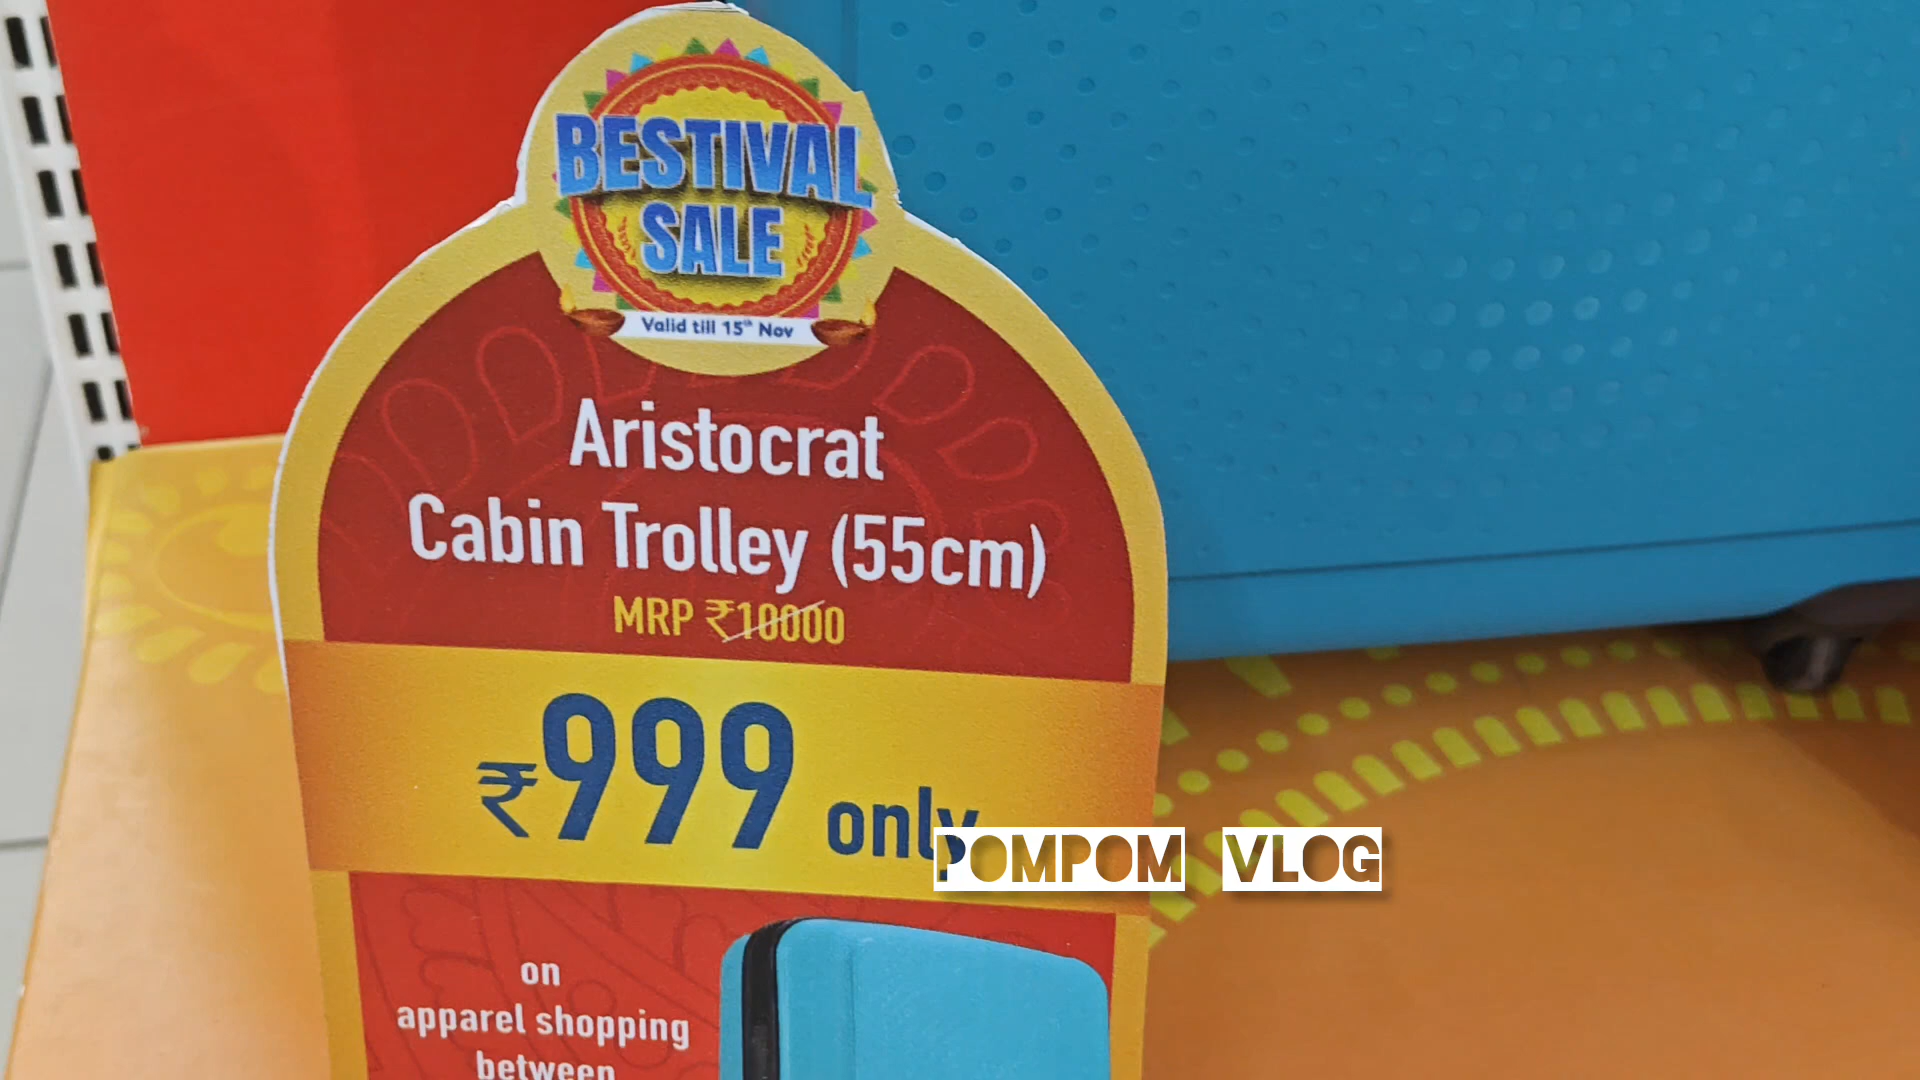 BESTIVAL
SALE
Valid till 15th Nov
Aristocrat
Cabin Trolley (55cm)
MRP ₹10000
₹999 only
POMPOM VLOG
on
apparel shopping
between